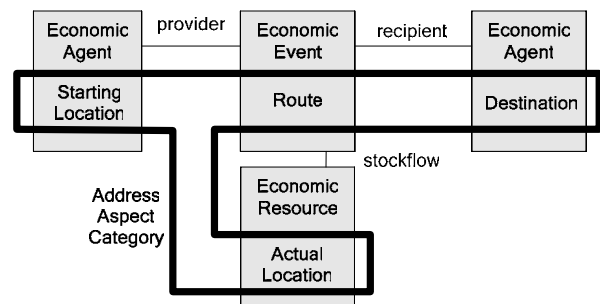 Economic
Agent
provider
Economic
Event
recipient
Economic
Agent
Starting
Location
Route
Destination
stockflow
Address
Aspect
Category
Economic
Resource
Actual
Location